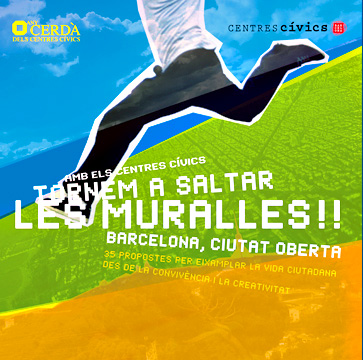 ANY
CERDÀ
DELS CENTRES CÍVICS
CENTRES cívics
AMB ELS CENTRES CÍVICS
TORNEM A SALTAR
LES MURALLES!!
BARCELONA, CIUTAT OBERTA
35 PROPOSTES PER EIXAMPLAR LA VIDA CIUTADANA
DES DE LA CONVIVÈNCIA I LA CREATIVITAT